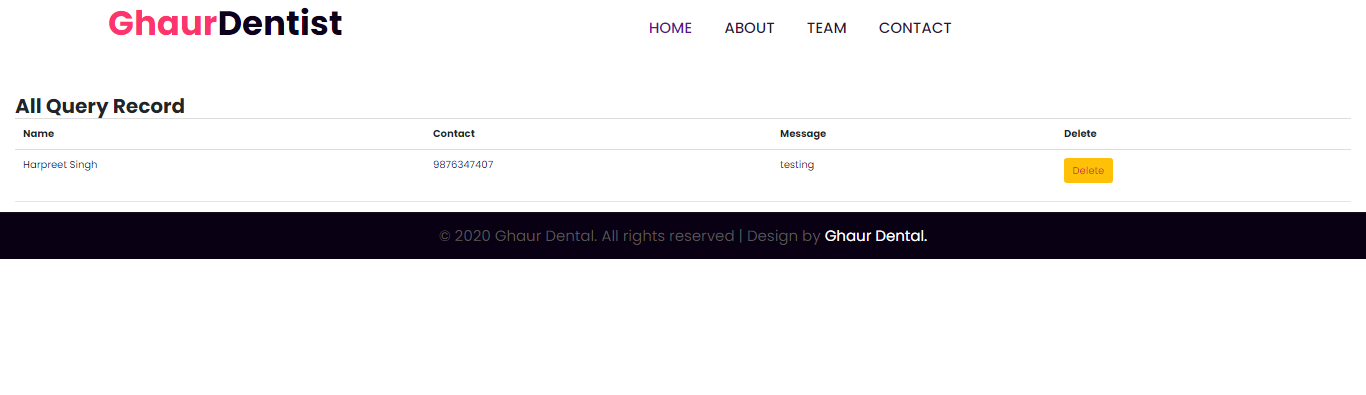 GhaurDentist HOME ABOUT TEAM CONTACT
All Query Record
Name Contact Message Delete
Harpreet Singh 9876347407 testing Delete
© 2020 Ghaur Dental. All rights reserved | Design by Ghaur Dental.